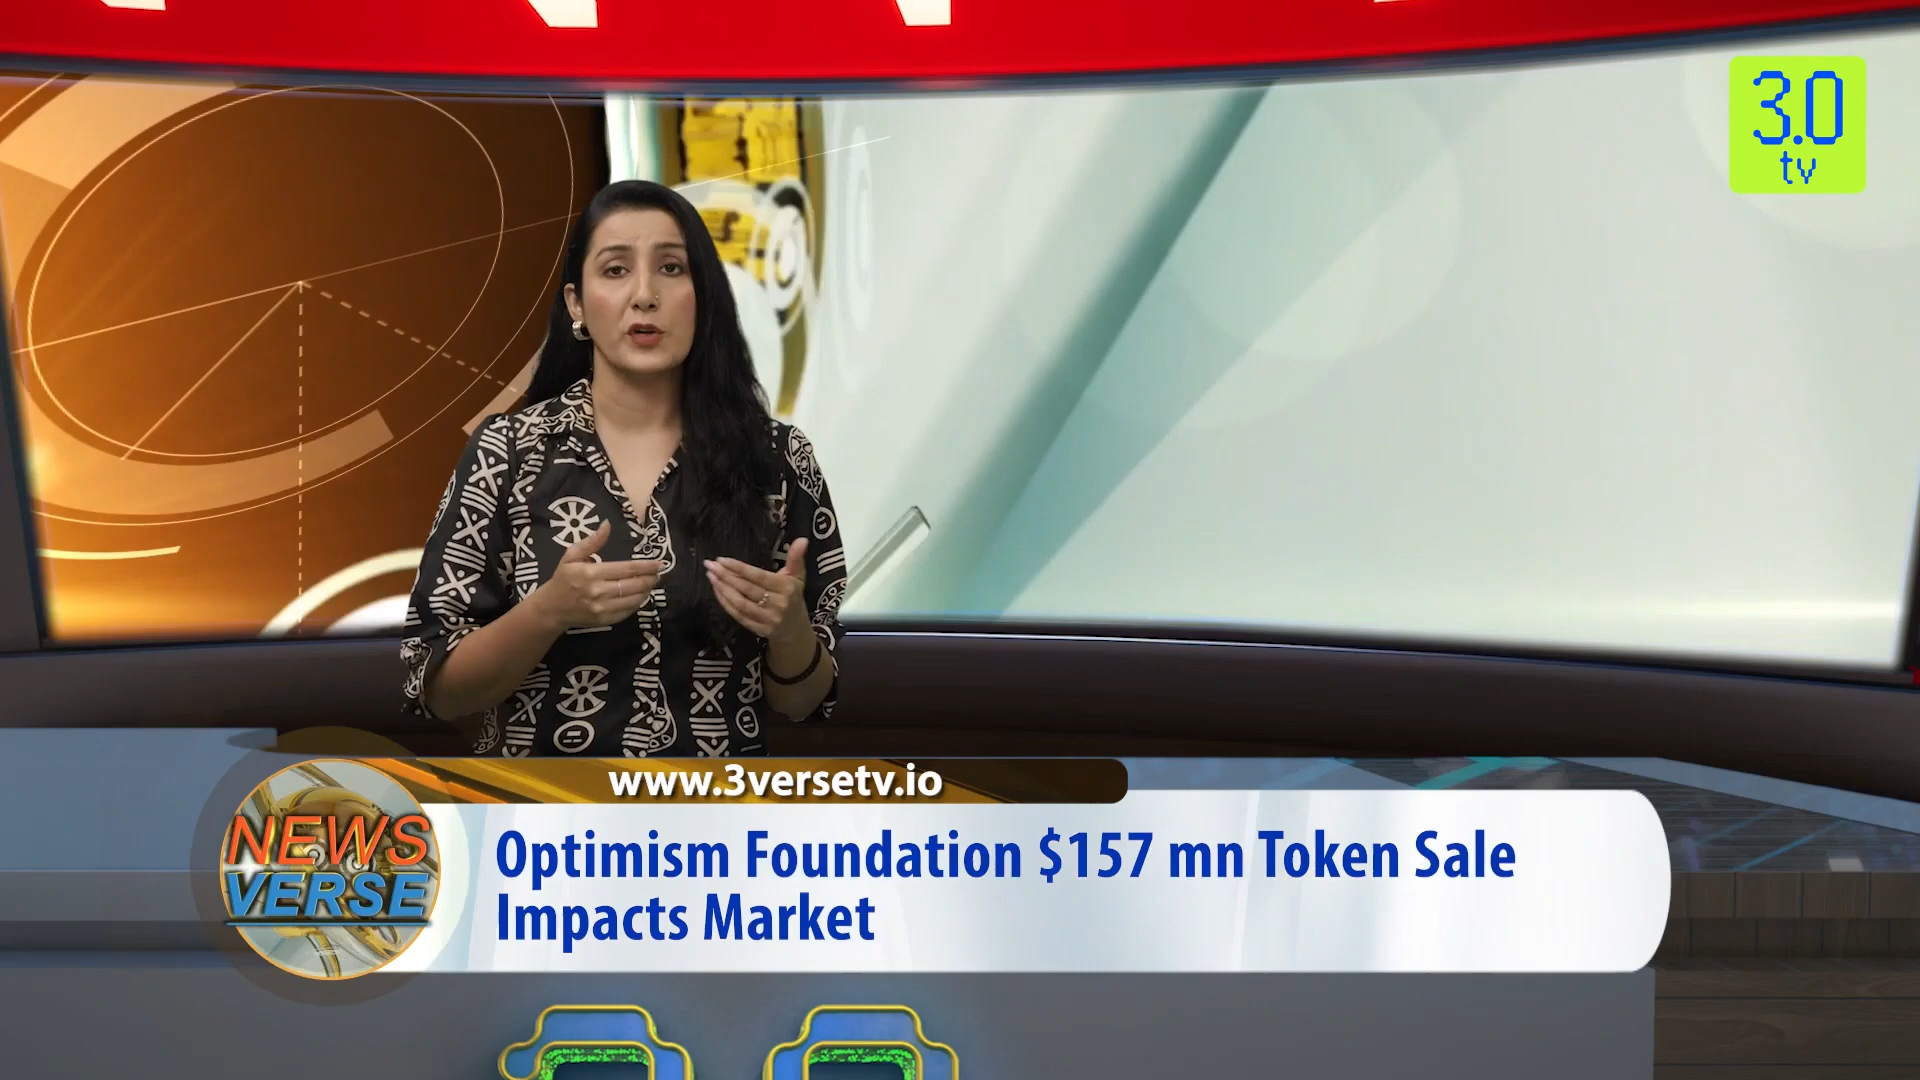 3.0
tv
www.3versetv.io
NEWS
VERSE
Optimism Foundation $157 mn Token Sale
Impacts Market